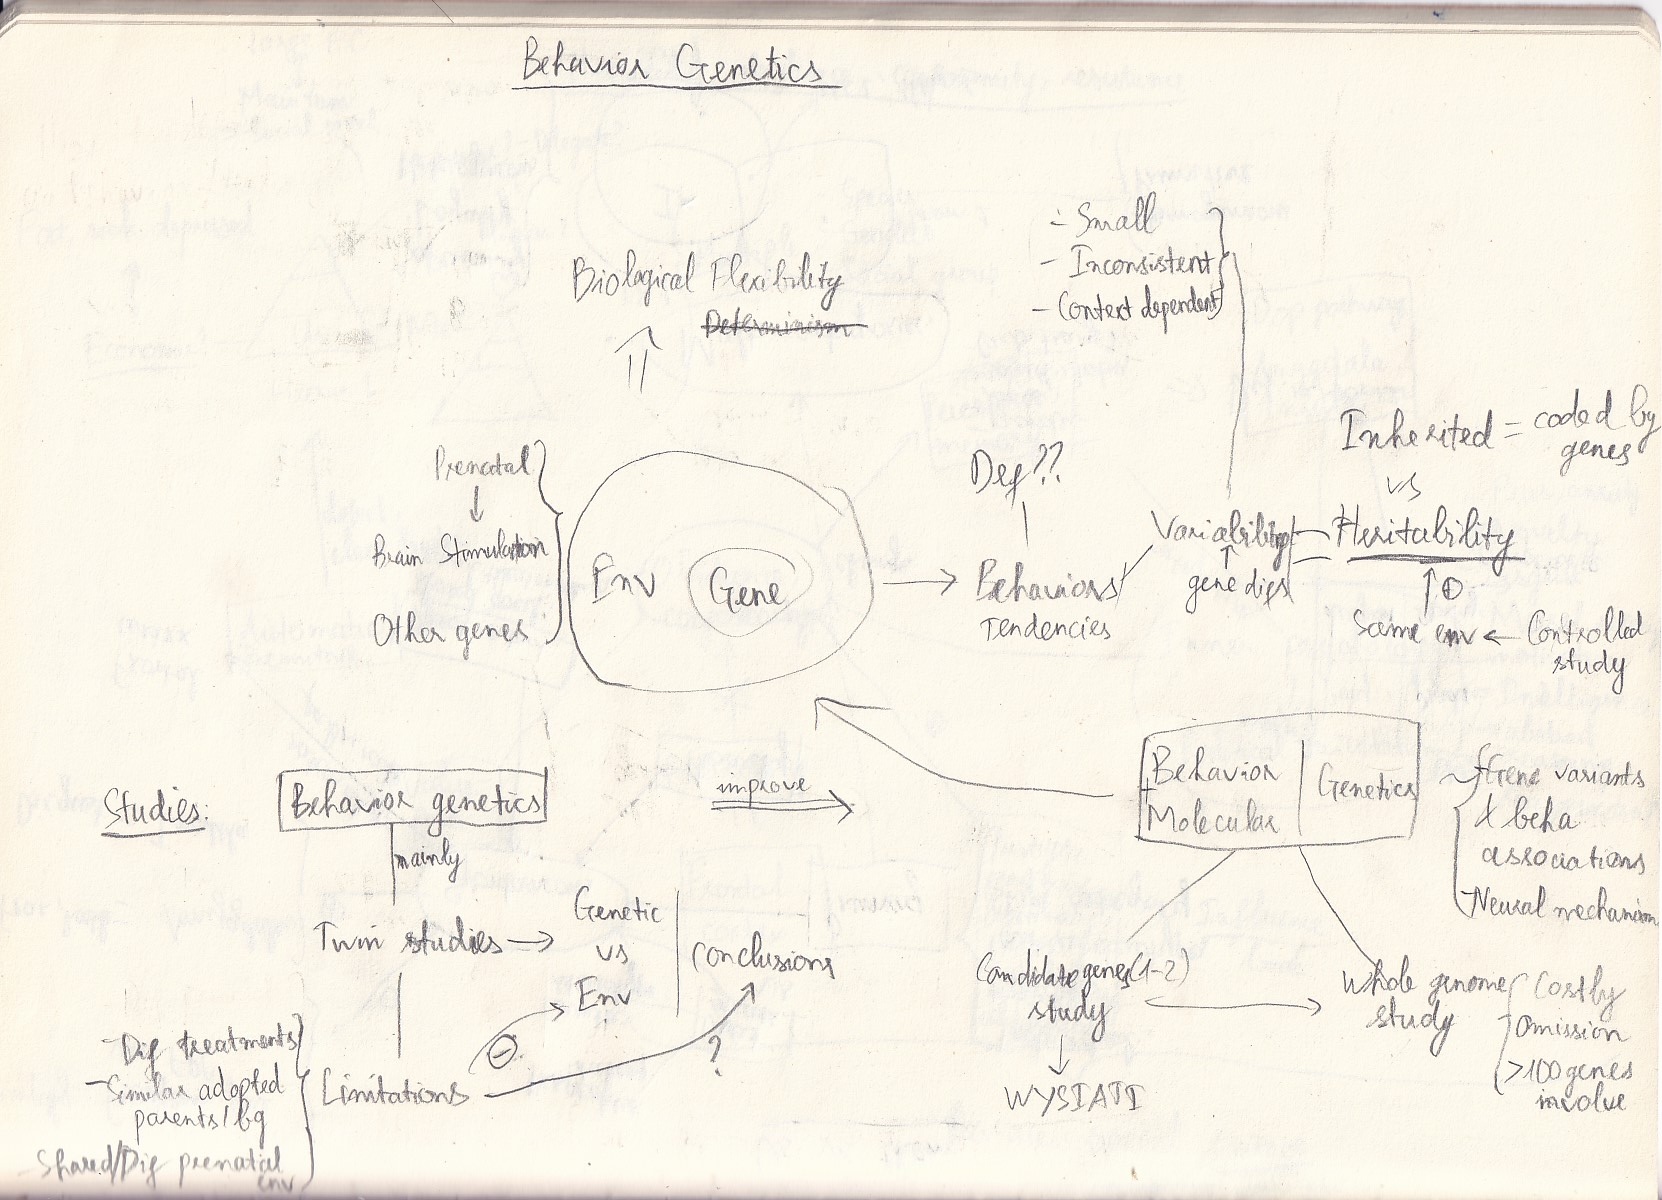 Behavior Genetics
- Small
- Inconsistent
- Context dependent
Biological Flexibility
Determinism
Inherited = coded by
genes
vs
Heritability
Def??
Prenatal
Brain Stimulation
Other genes
Env
Gene
Behaviors
Tendencies
Variability
gene difs
+
Same env ← Controlled
study
Studies:
Behavior genetics
mainly
improve
Behavior
Molecular
Genetics
- Gene variants
X beha
associations
- Neural mechanism
Twin studies →
Genetic
vs
Env
Conclusions
Candidate genes (1-2)
study
WYSIATI
Whole genome
study
Costly
- Omission
>100 genes
involve
- Dif treatments
- Similar adopted
parents/bg
- Shared/Dif prenatal
env
Limitations
-
?